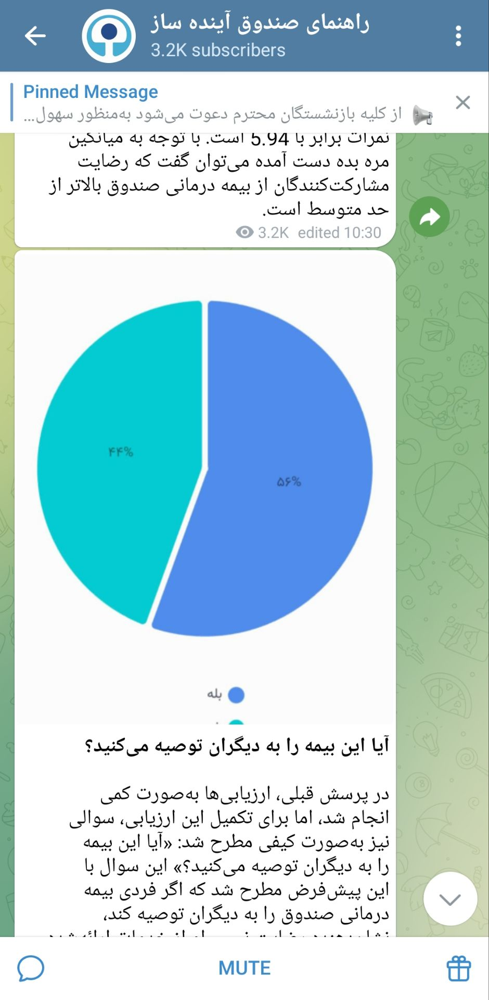 راهنمای صندوق آینده ساز
3.2K subscribers
Pinned Message
از کلیه بازنشستگان محترم دعوت می‌شود به‌منظور سهول...
نمرات برابر با 5.94 است. با توجه به میانگین
مره بده دست آمده می‌توان گفت که رضایت
مشارکت‌کنندگان از بیمه درمانی صندوق بالاتر از
حد متوسط است.
3.2K edited 10:30
۴۴%
۵۶%
بله
آیا این بیمه را به دیگران توصیه می‌کنید؟
در پرسش قبلی، ارزیابی‌ها به‌صورت کمی
انجام شد، اما برای تکمیل این ارزیابی، سوالی
نیز به‌صورت کیفی مطرح شد: «آیا این بیمه
را به دیگران توصیه می‌کنید؟» این سوال با
این پیش‌فرض مطرح شد که اگر فردی بیمه
درمانی صندوق را به دیگران توصیه کند،
MUTE